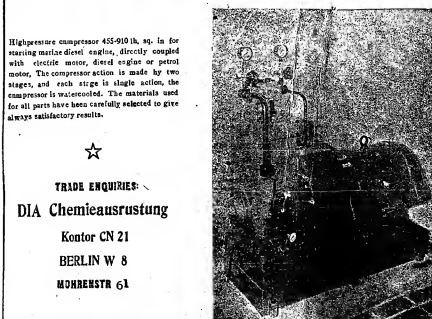 Highpressure compressor 455-910 lh, sq. in for
starting marine diesel engine, directly coupled
with electric motor, diesel engine or petrol
motor, The compressor action is made by two
stages, and each strge is single action, the
compressor is watercooled. The materials used
for all parts have been carefully selected to give
always satisfactory results.
TRADE ENQUIRIES:
DIA Chemieausrustung
Kontor CN 21
BERLIN W 8
MOHRENSTR 61